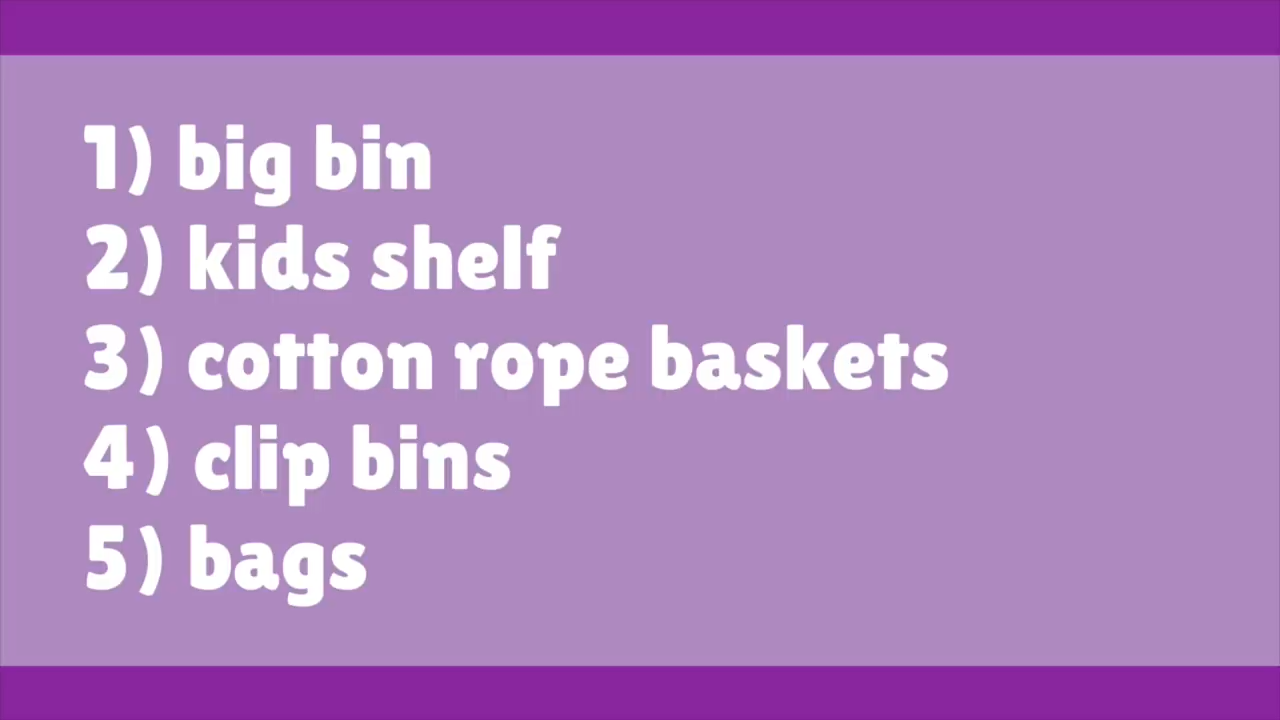 1) big bin
2) kids shelf
3) cotton rope baskets
4) clip bins
5) bags